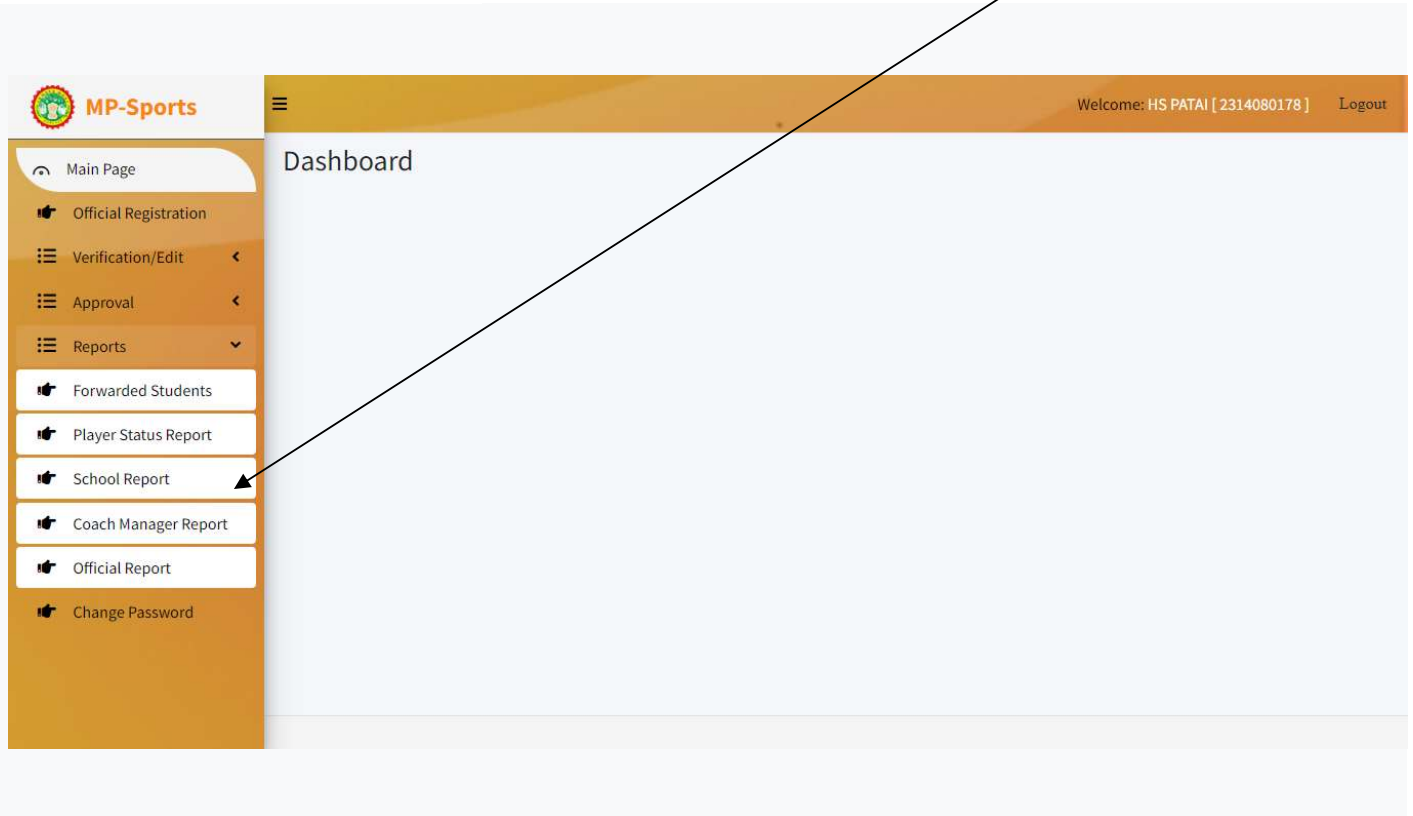 MP-Sports
Welcome: HS PATAI [ 2314080178 ] Logout
Main Page
Dashboard
Official Registration
Verification/Edit
Approval
Reports
Forwarded Students
Player Status Report
School Report
Coach Manager Report
Official Report
Change Password